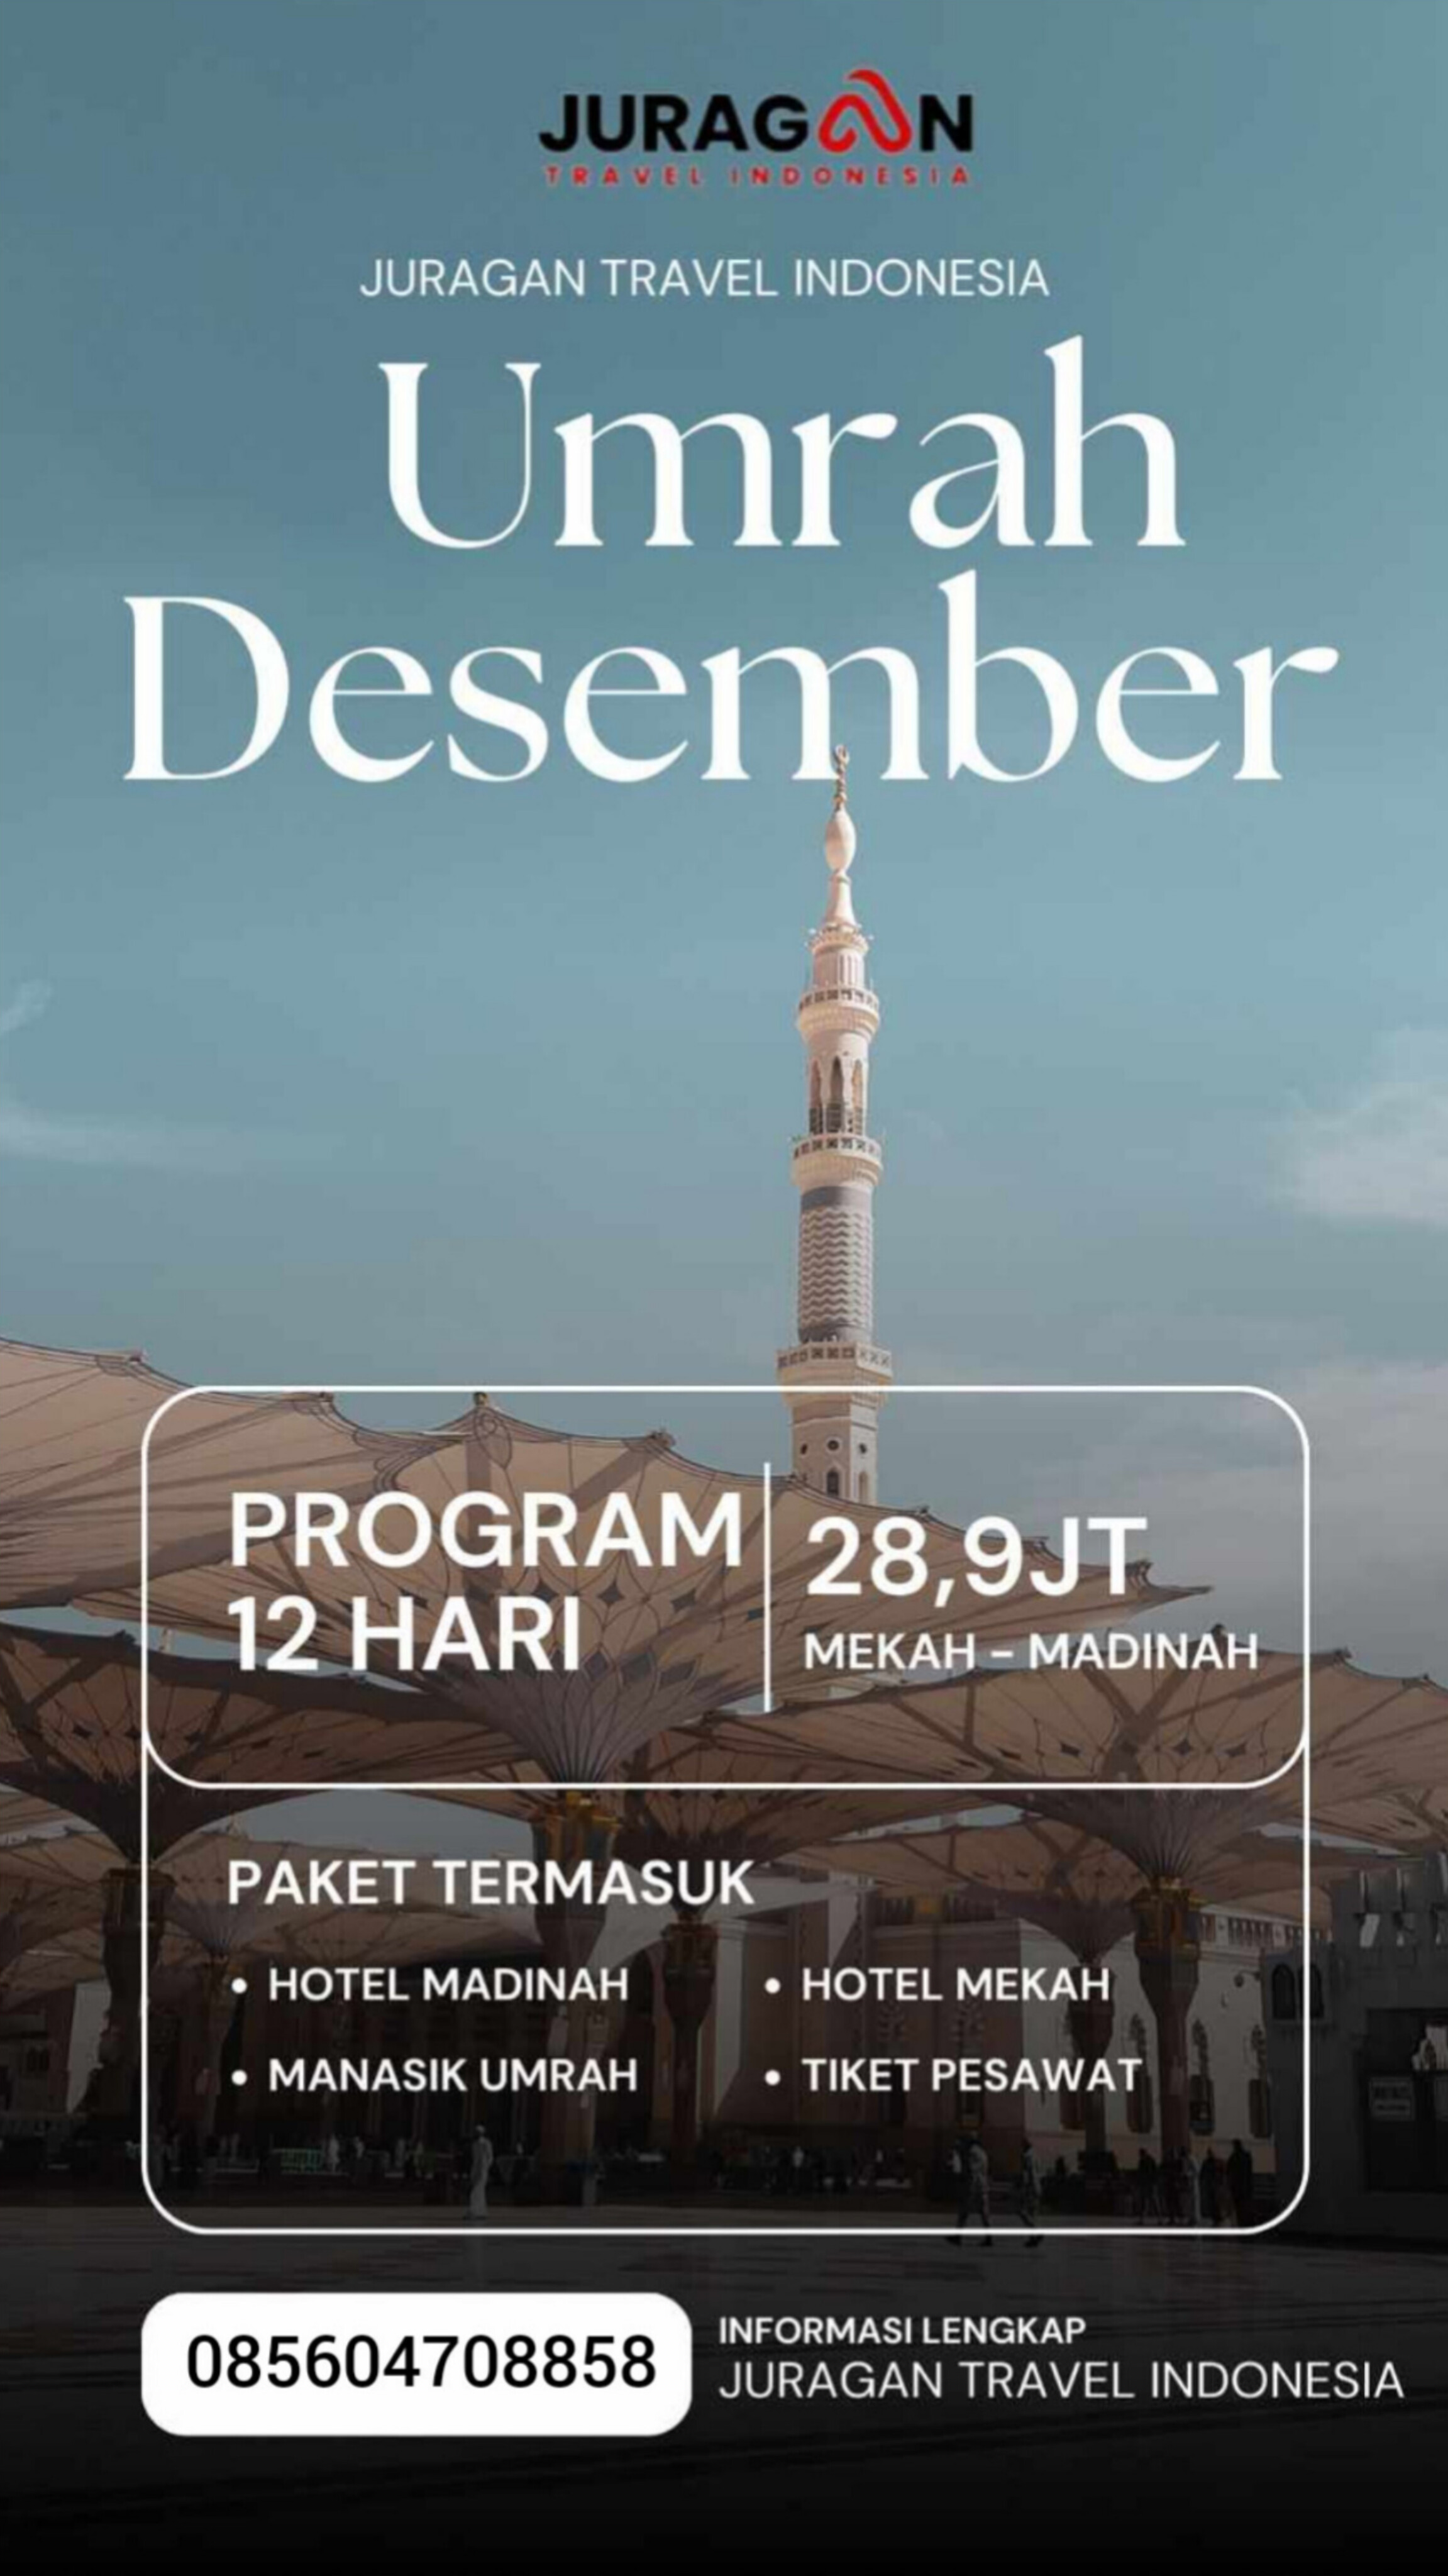 JURAGAN
TRAVEL INDONESIA
JURAGAN TRAVEL INDONESIA
Umrah
Desember
PROGRAM
12 HARI
28,9JT
MEKAH - MADINAH
PAKET TERMASUK
• HOTEL MADINAH
• HOTEL MEKAH
• MANASIK UMRAH
• TIKET PESAWAT
085604708858
INFORMASI LENGKAP
JURAGAN TRAVEL INDONESIA